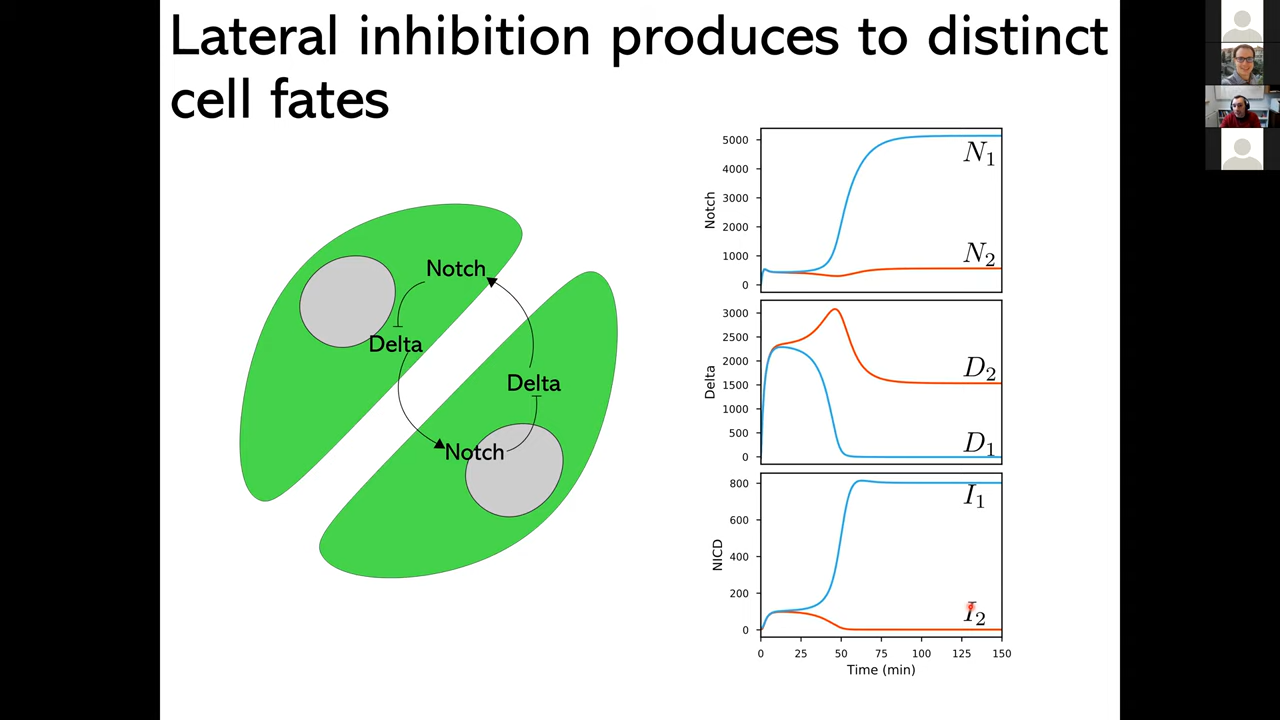 Lateral inhibition produces to distinct
cell fates
Notch
Delta
Delta
Notch
5000
4000
3000
2000
1000
0
Notch
N1
N2
3000
2500
2000
1500
1000
500
0
Delta
D2
D1
800
600
400
200
0
NICD
I1
I2
0 25 50 75 100 125 150
Time (min)